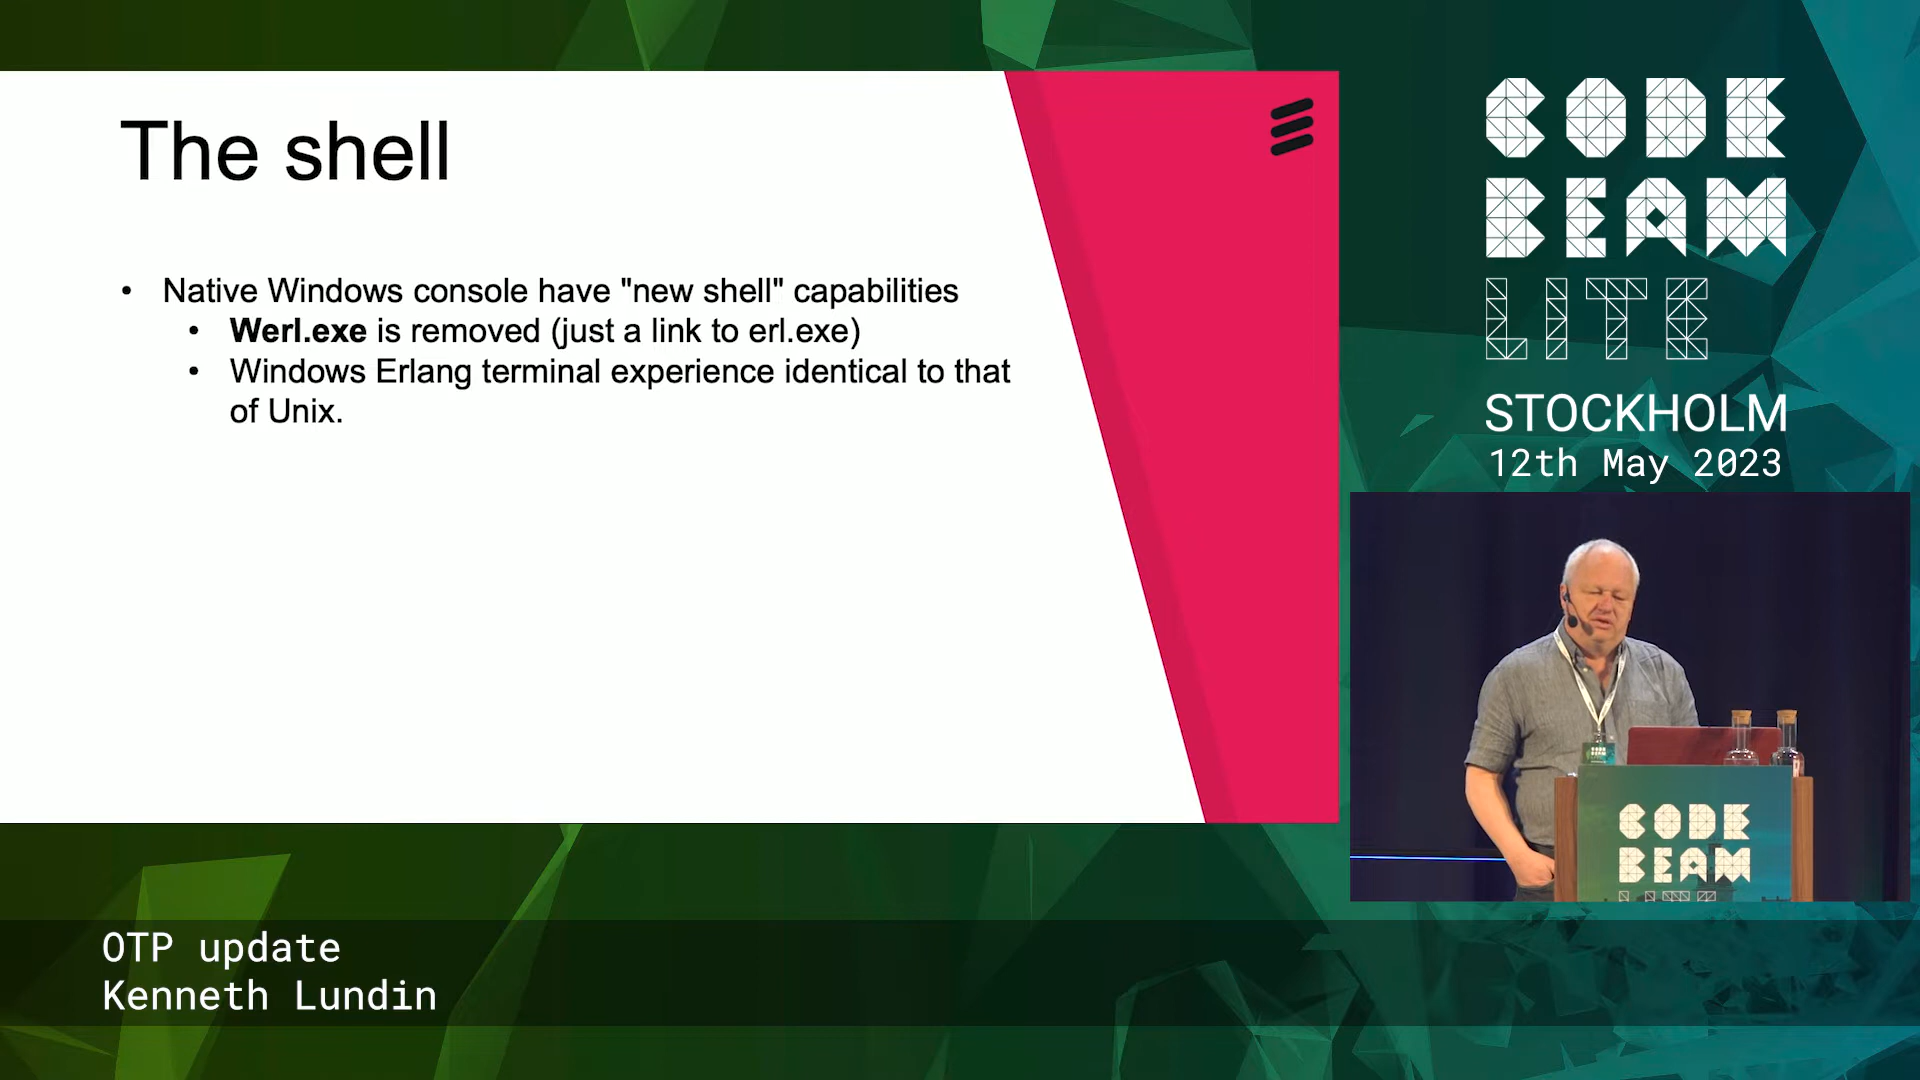 The shell
• Native Windows console have "new shell" capabilities
• Werl.exe is removed (just a link to erl.exe)
• Windows Erlang terminal experience identical to that
of Unix.
CODE
BEAM
LITE
STOCKHOLM
12th May 2023
CODE
BEAM
LITE
OTP update
Kenneth Lundin